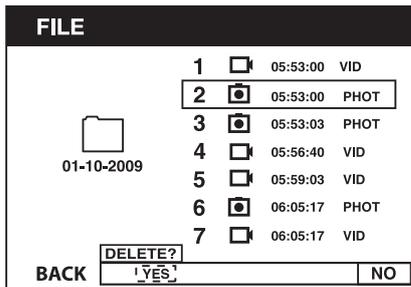 FILE
1 05:53:00 VID
2 05:53:00 PHOT
3 05:53:03 PHOT
4 05:56:40 VID
5 05:59:03 VID
6 06:05:17 PHOT
7 06:05:17 VID
01-10-2009
DELETE?
BACK YES NO